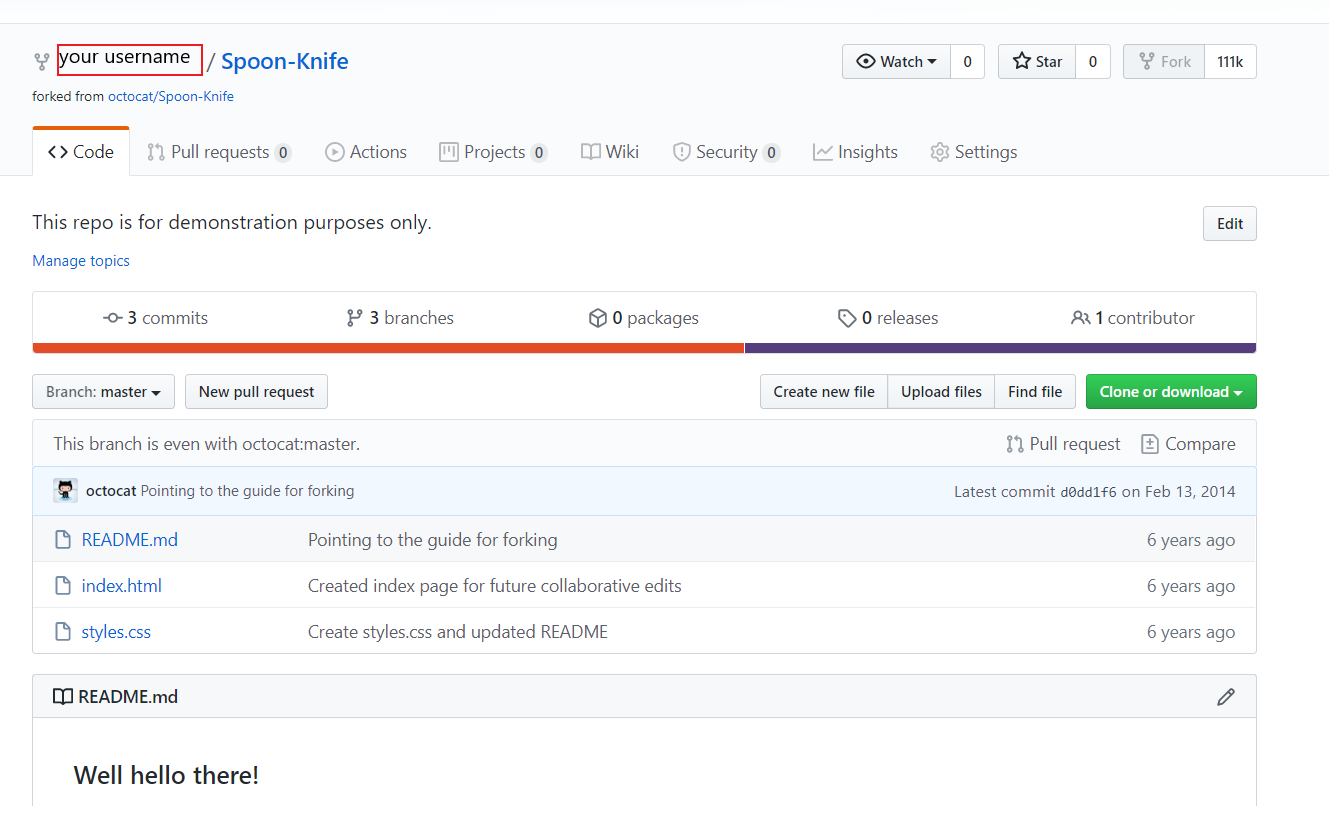 your username / Spoon-Knife Watch 0 Star 0 Fork 111k
forked from octocat/Spoon-Knife
Code Pull requests 0 Actions Projects 0 Wiki Security 0 Insights Settings
This repo is for demonstration purposes only. Edit
Manage topics
3 commits 3 branches 0 packages 0 releases 1 contributor
Branch: master New pull request Create new file Upload files Find file Clone or download
This branch is even with octocat:master. Pull request Compare
octocat Pointing to the guide for forking Latest commit d0dd1f6 on Feb 13, 2014
README.md Pointing to the guide for forking 6 years ago
index.html Created index page for future collaborative edits 6 years ago
styles.css Create styles.css and updated README 6 years ago
README.md
Well hello there!